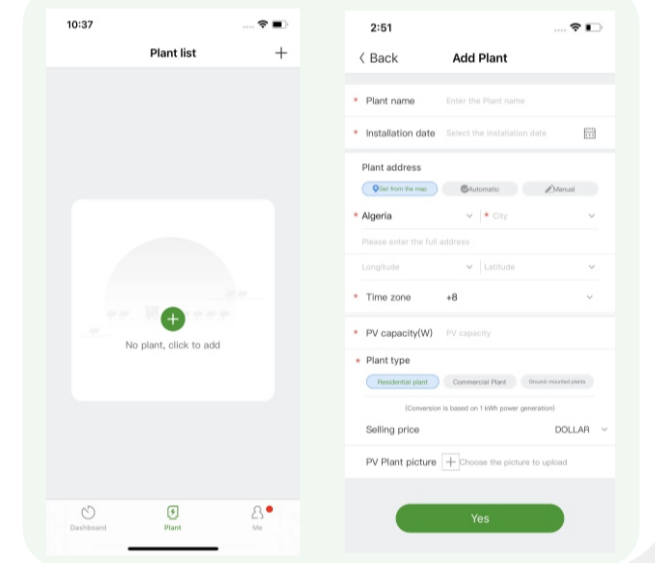 10:37
Plant list
No plant, click to add
Dashboard
Plant
Me
2:51
Back
Add Plant
* Plant name Enter the Plant name
* Installation date Select the installation date
Plant address
Get from the map Automatic Manual
* Algeria * City
Please enter the full address
Longitude Latitude
* Time zone +8
* PV capacity(W) PV capacity
* Plant type
Residential plant Commercial Plant Ground-mounted plants
(Conversion is based on 1 kWh power generation)
Selling price DOLLAR
PV Plant picture Choose the picture to upload
Yes